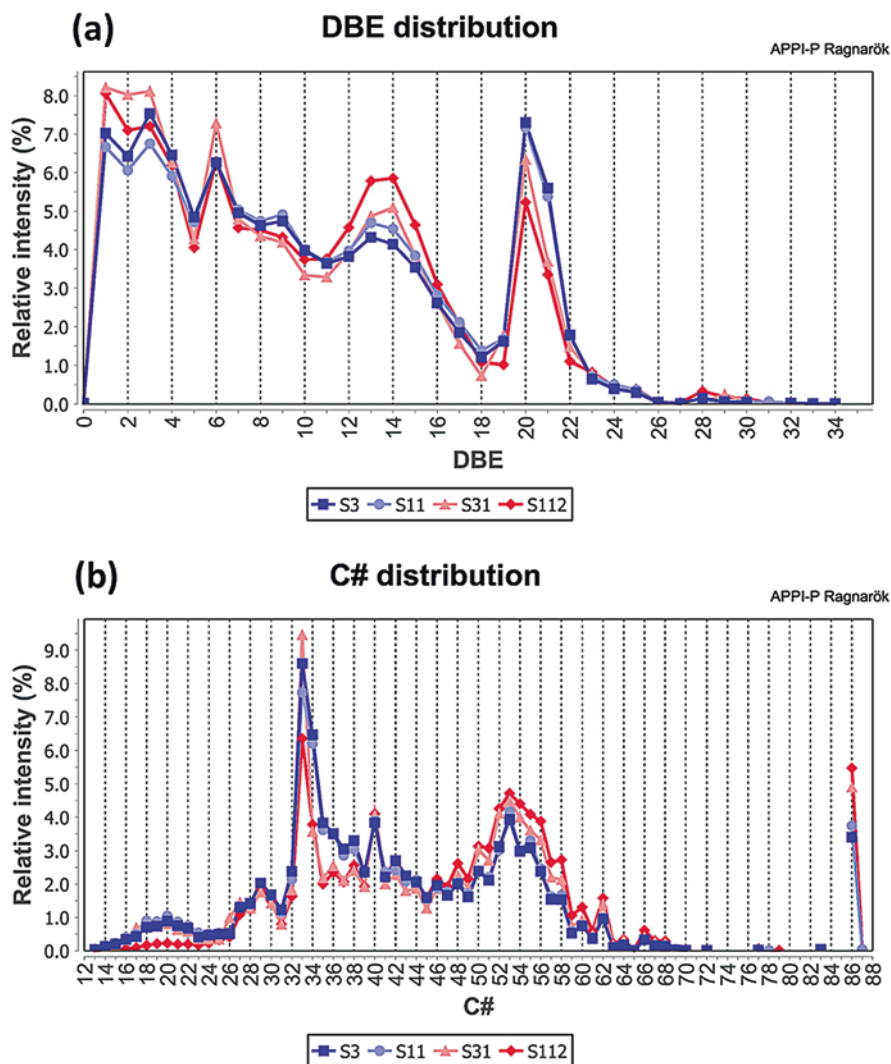 (a)
DBE distribution
APPI-P Ragnarök
Relative intensity (%)
8.0
7.0
6.0
5.0
4.0
3.0
2.0
1.0
0.0
0 2 4 6 8 10 12 14 16 18 20 22 24 26 28 30 32 34
DBE
S3 S11 S31 S112
(b)
C# distribution
APPI-P Ragnarök
Relative intensity (%)
9.0
8.0
7.0
6.0
5.0
4.0
3.0
2.0
1.0
0.0
12 14 16 18 20 22 24 26 28 30 32 34 36 38 40 42 44 46 48 50 52 54 56 58 60 62 64 66 68 70 72 74 76 78 80 82 84 86 88
C#
S3 S11 S31 S112